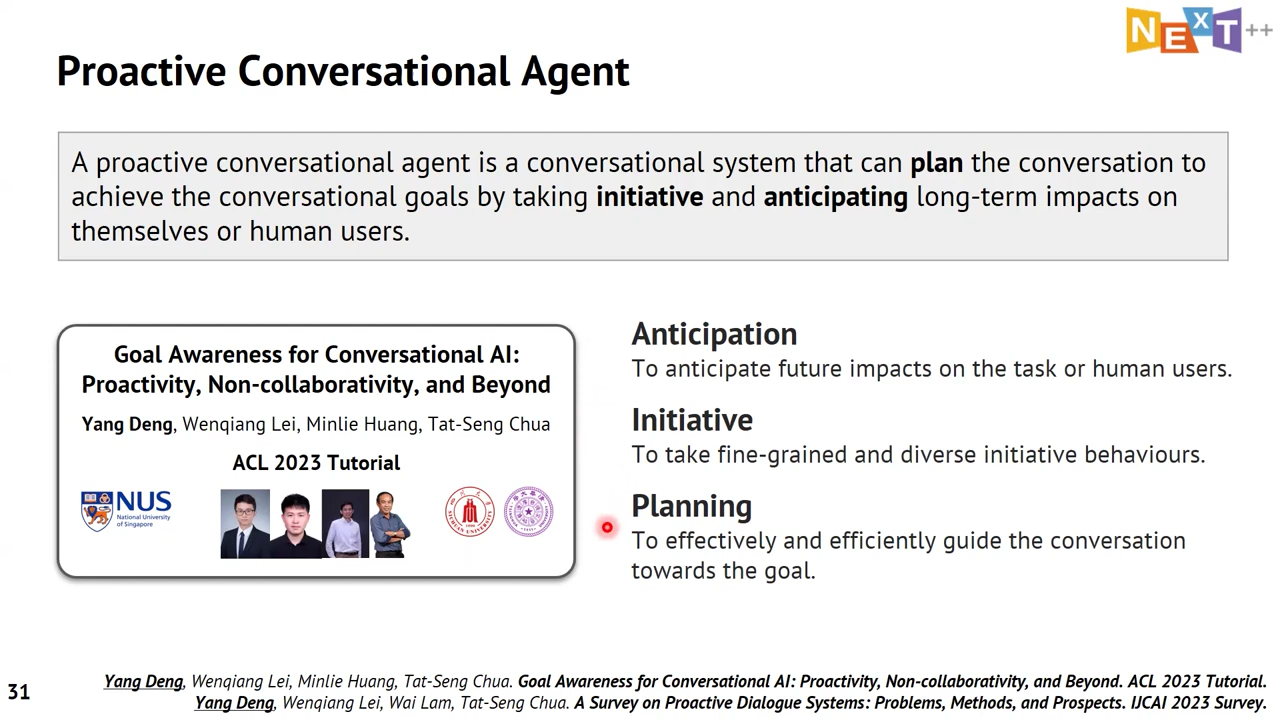 NEXT++
Proactive Conversational Agent
A proactive conversational agent is a conversational system that can plan the conversation to
achieve the conversational goals by taking initiative and anticipating long-term impacts on
themselves or human users.
Goal Awareness for Conversational AI:
Proactivity, Non-collaborativity, and Beyond
Yang Deng, Wenqiang Lei, Minlie Huang, Tat-Seng Chua
ACL 2023 Tutorial
NUS
National University
of Singapore
Anticipation
To anticipate future impacts on the task or human users.
Initiative
To take fine-grained and diverse initiative behaviours.
Planning
To effectively and efficiently guide the conversation
towards the goal.
31
Yang Deng, Wenqiang Lei, Minlie Huang, Tat-Seng Chua. Goal Awareness for Conversational AI: Proactivity, Non-collaborativity, and Beyond. ACL 2023 Tutorial.
Yang Deng, Wenqiang Lei, Wai Lam, Tat-Seng Chua. A Survey on Proactive Dialogue Systems: Problems, Methods, and Prospects. IJCAI 2023 Survey.